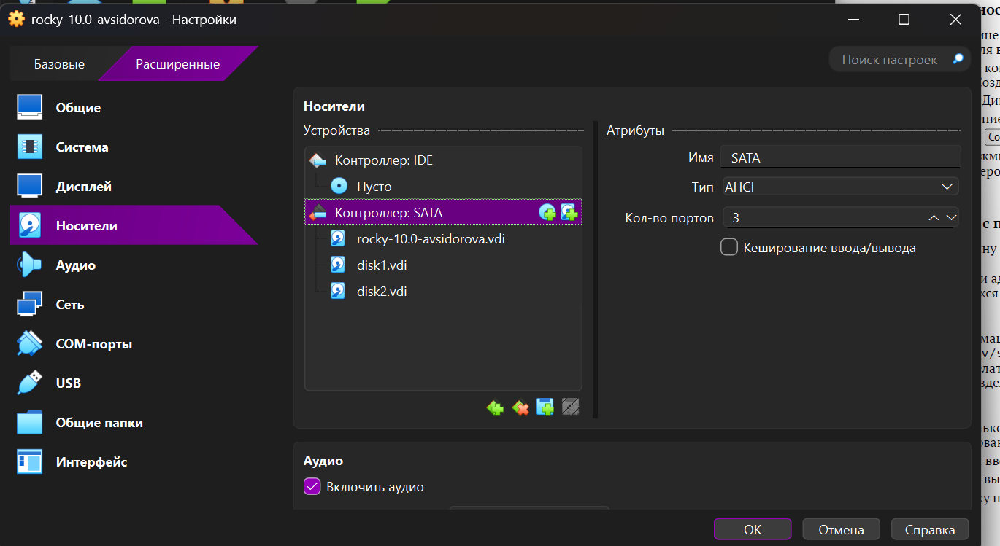 rocky-10.0-avsidorova - Настройки
Базовые
Расширенные
Поиск настроек
Общие
Система
Дисплей
Носители
Аудио
Сеть
COM-порты
USB
Общие папки
Интерфейс
Носители
Устройства
Контроллер: IDE
Пусто
Контроллер: SATA
rocky-10.0-avsidorova.vdi
disk1.vdi
disk2.vdi
Атрибуты
Имя SATA
Тип AHCI
Кол-во портов 3
Кеширование ввода/вывода
Аудио
Включить аудио
OK
Отмена
Справка